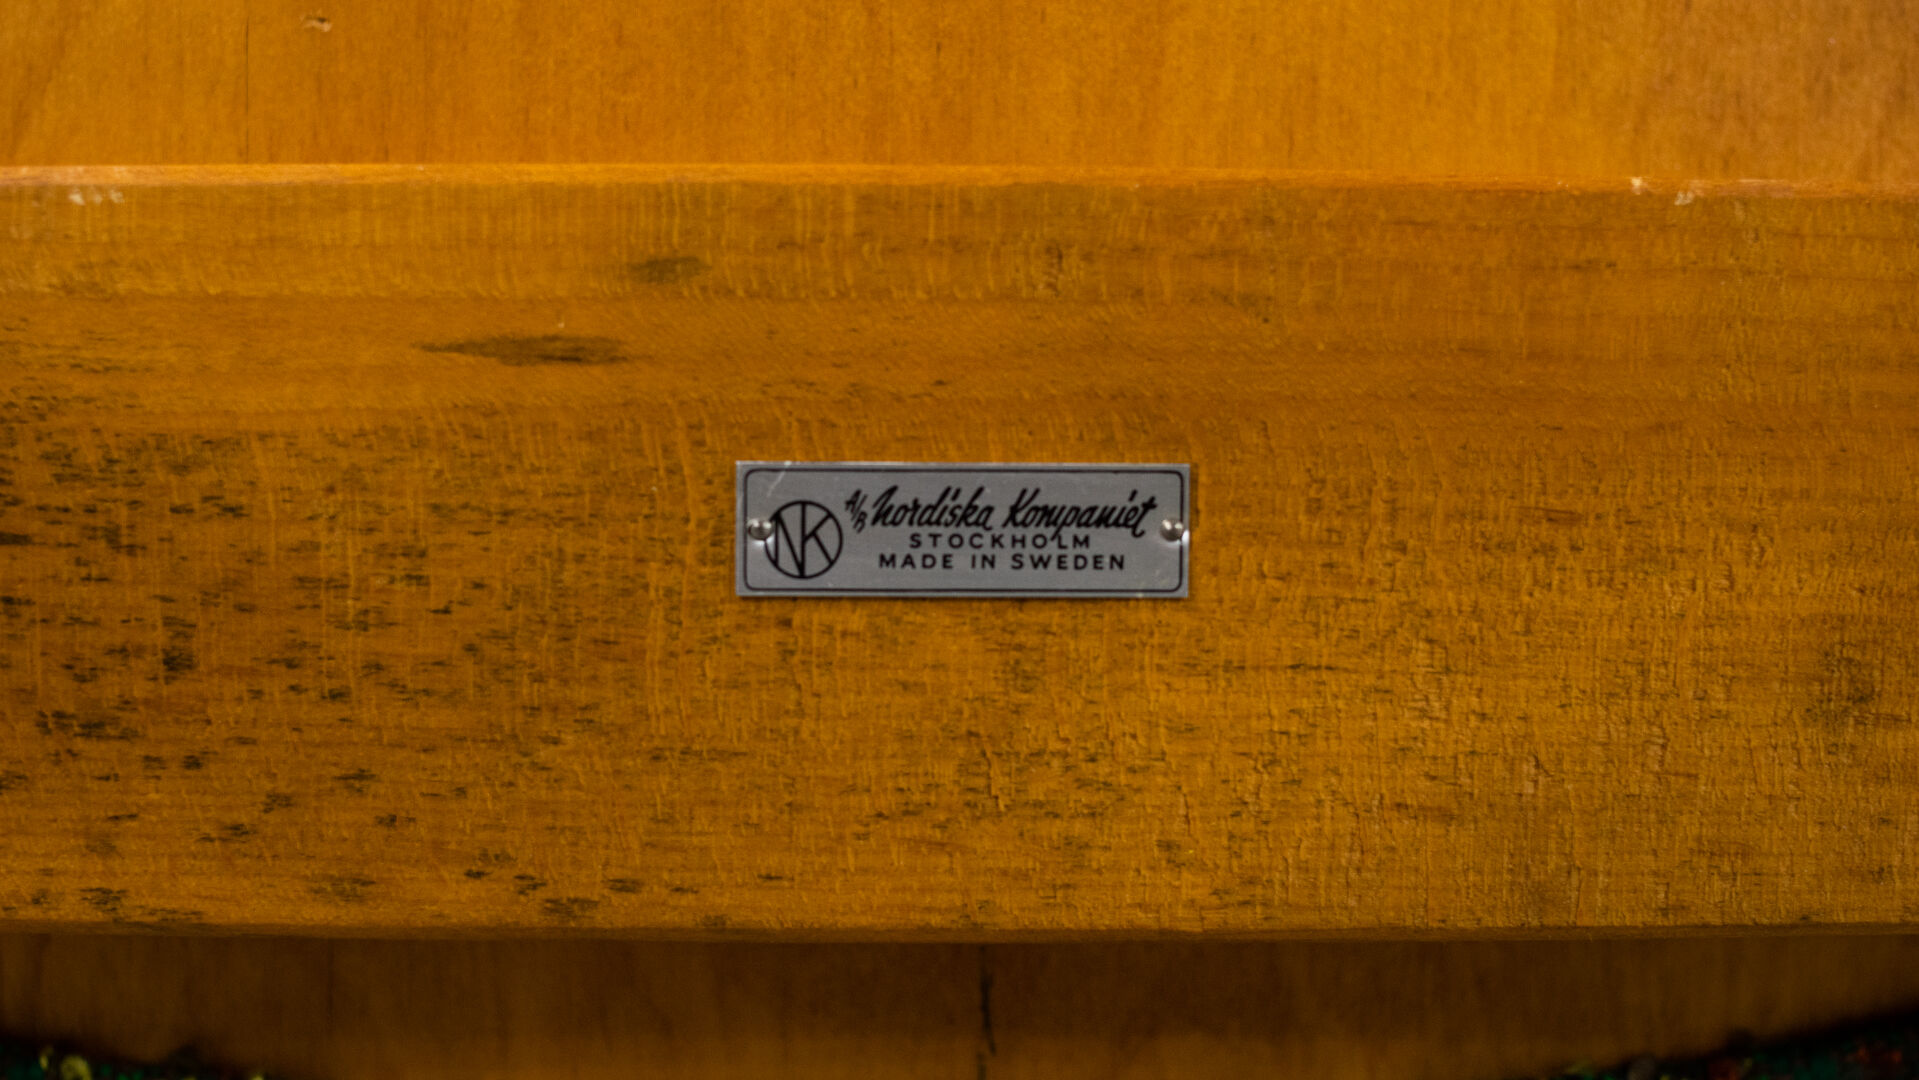 NK
A/B Nordiska Kompaniet
STOCKHOLM
MADE IN SWEDEN